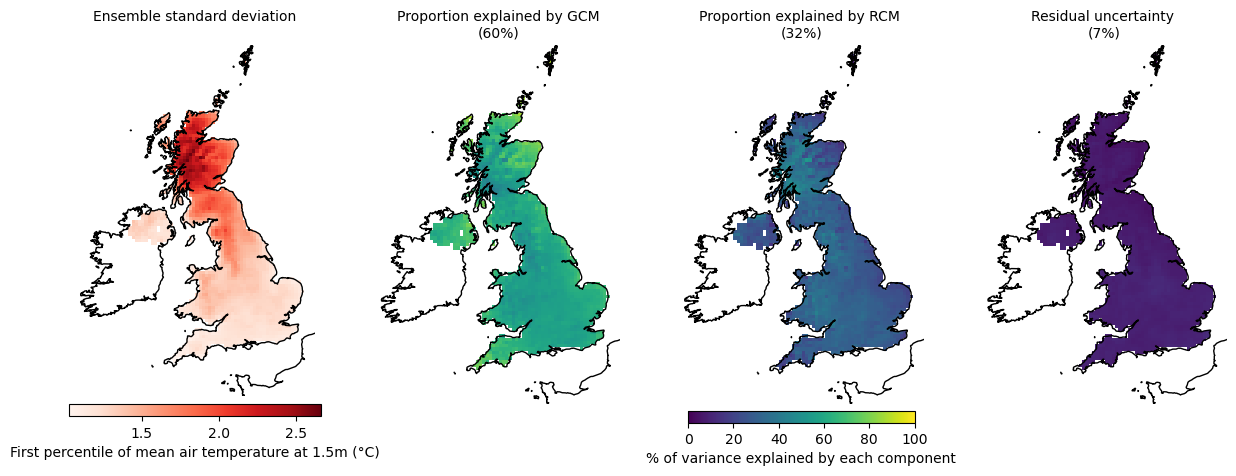 Ensemble standard deviation
Proportion explained by GCM
(60%)
Proportion explained by RCM
(32%)
Residual uncertainty
(7%)
1.5 2.0 2.5
First percentile of mean air temperature at 1.5m (°C)
0 20 40 60 80 100
% of variance explained by each component